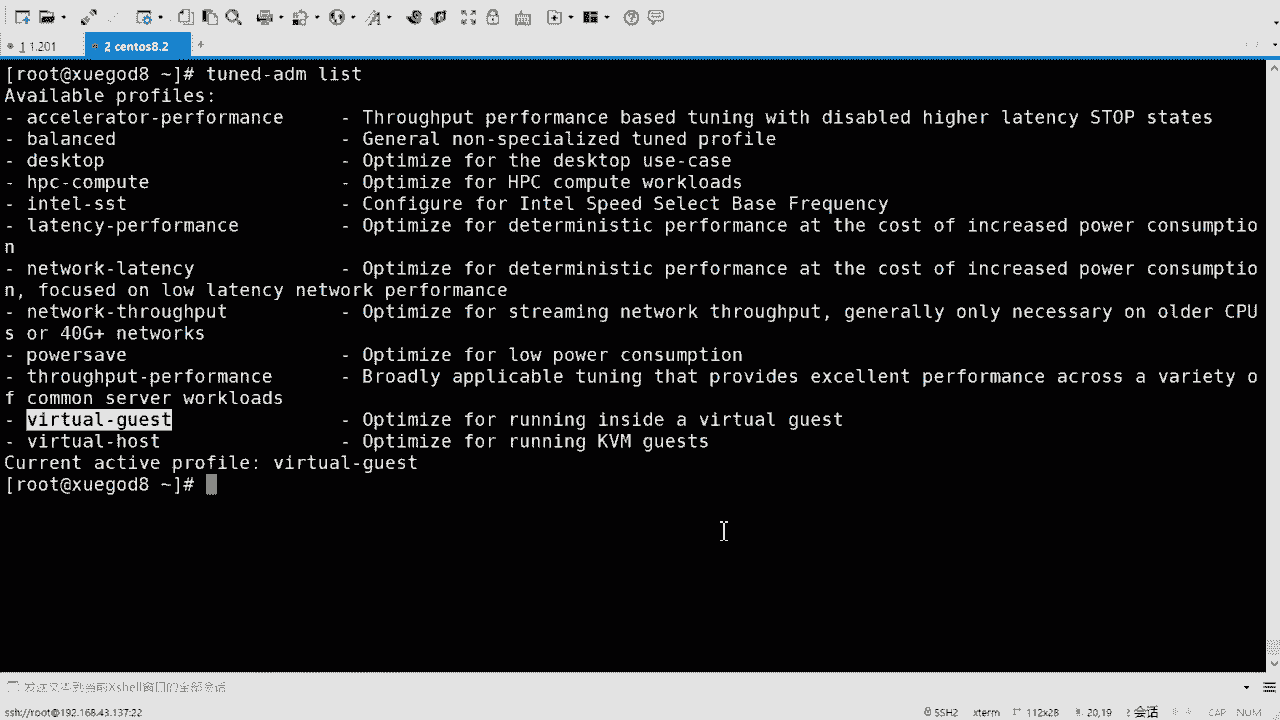 1 1.201
2 centos8.2
+
[root@xuegod8 ~]# tuned-adm list
Available profiles:
- accelerator-performance      - Throughput performance based tuning with disabled higher latency STOP states
- balanced                     - General non-specialized tuned profile
- desktop                      - Optimize for the desktop use-case
- hpc-compute                  - Optimize for HPC compute workloads
- intel-sst                    - Configure for Intel Speed Select Base Frequency
- latency-performance          - Optimize for deterministic performance at the cost of increased power consumptio
n
- network-latency              - Optimize for deterministic performance at the cost of increased power consumptio
n, focused on low latency network performance
- network-throughput           - Optimize for streaming network throughput, generally only necessary on older CPU
s or 40G+ networks
- powersave                    - Optimize for low power consumption
- throughput-performance       - Broadly applicable tuning that provides excellent performance across a variety o
f common server workloads
- virtual-guest                - Optimize for running inside a virtual guest
- virtual-host                 - Optimize for running KVM guests
Current active profile: virtual-guest
[root@xuegod8 ~]#
发送文本到当前Xshell窗口的全部会话
ssh://root@192.168.43.137:22
SSH2
xterm
112x28
20,19
2 会话
CAP
NUM